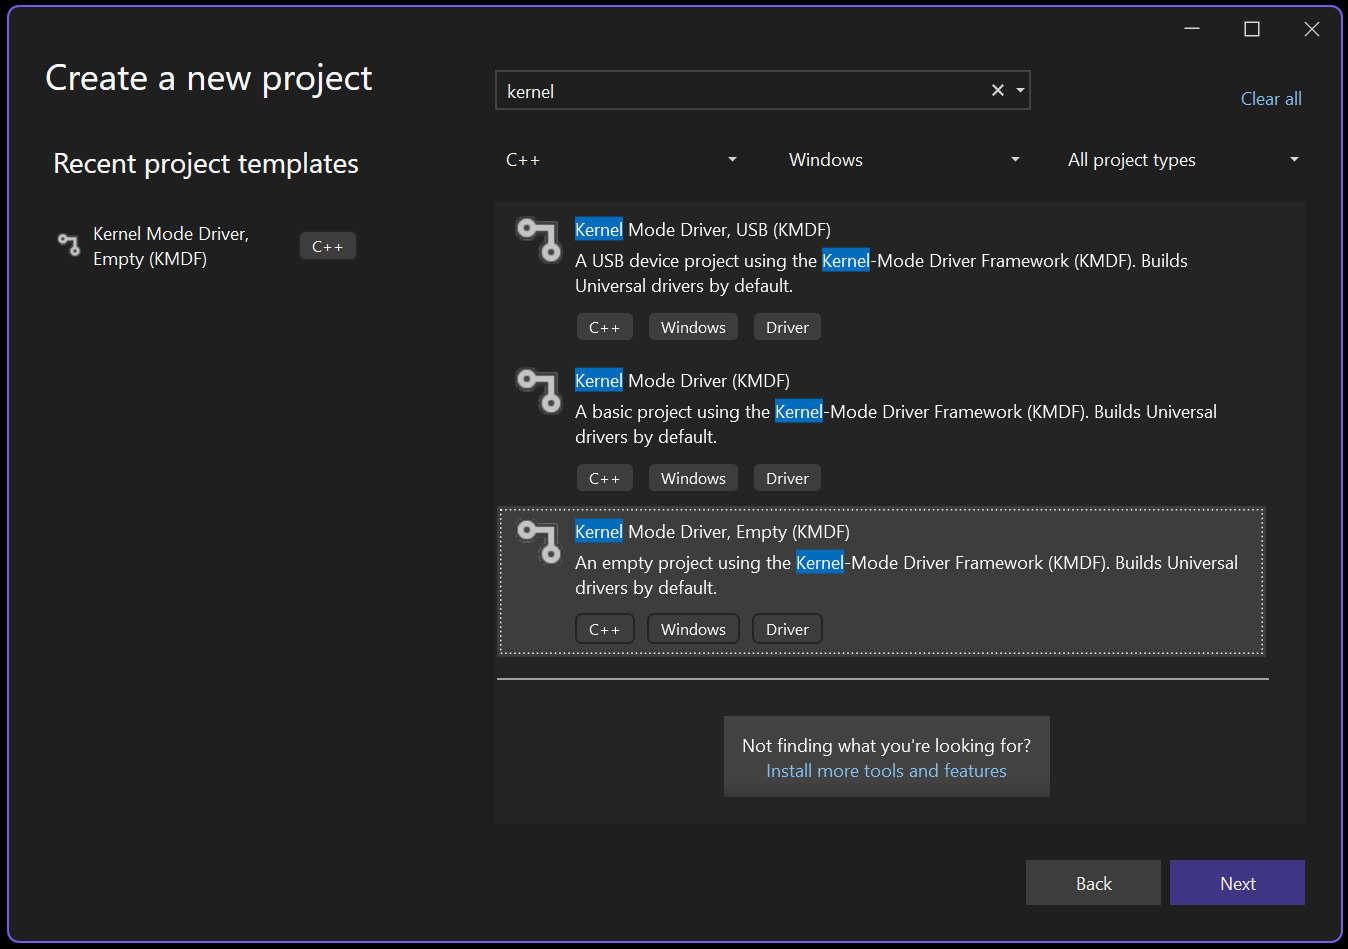 Create a new project
kernel
Clear all
Recent project templates
C++
Windows
All project types
Kernel Mode Driver,
Empty (KMDF)
C++
Kernel Mode Driver, USB (KMDF)
A USB device project using the Kernel-Mode Driver Framework (KMDF). Builds
Universal drivers by default.
C++ Windows Driver
Kernel Mode Driver (KMDF)
A basic project using the Kernel-Mode Driver Framework (KMDF). Builds Universal
drivers by default.
C++ Windows Driver
Kernel Mode Driver, Empty (KMDF)
An empty project using the Kernel-Mode Driver Framework (KMDF). Builds Universal
drivers by default.
C++ Windows Driver
Not finding what you're looking for?
Install more tools and features
Back
Next